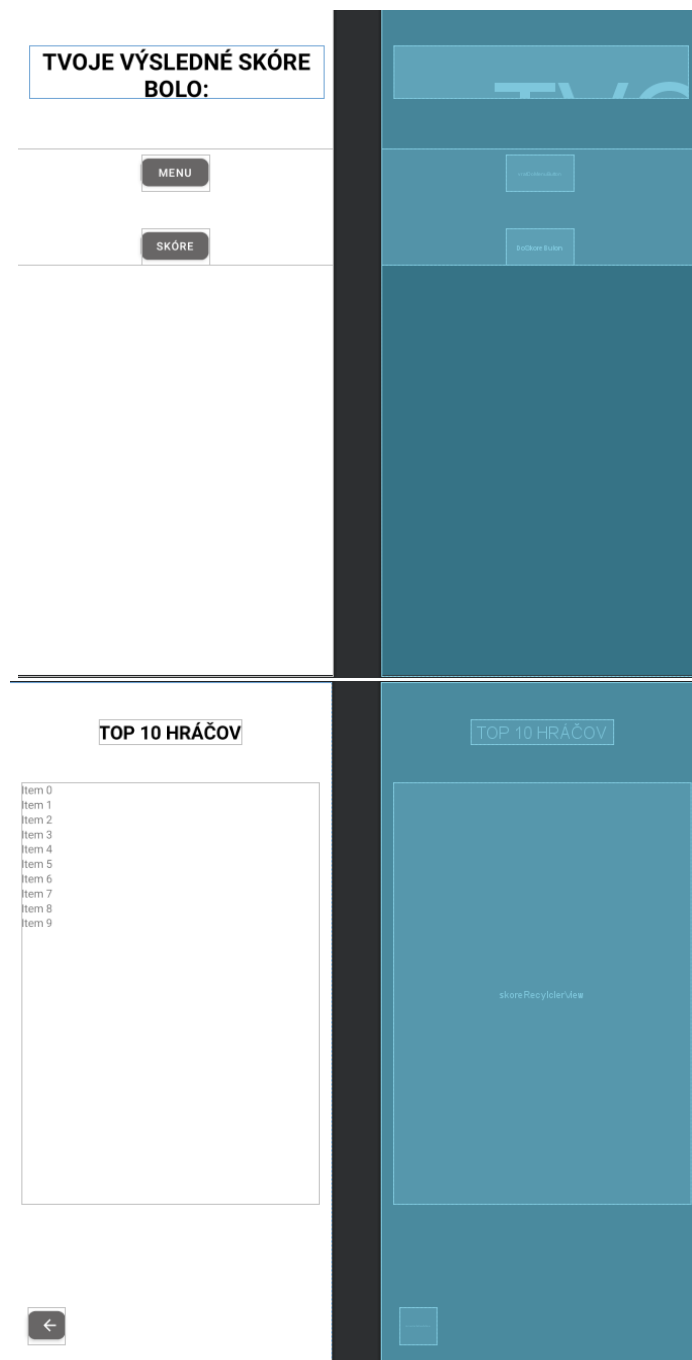 TVOJE VÝSLEDNÉ SKÓRE
BOLO:
TVO
MENU
SKÓRE
TOP 10 HRÁČOV
TOP 10 HRÁČOV
Item 0
Item 1
Item 2
Item 3
Item 4
Item 5
Item 6
Item 7
Item 8
Item 9
skoreRecyclerView